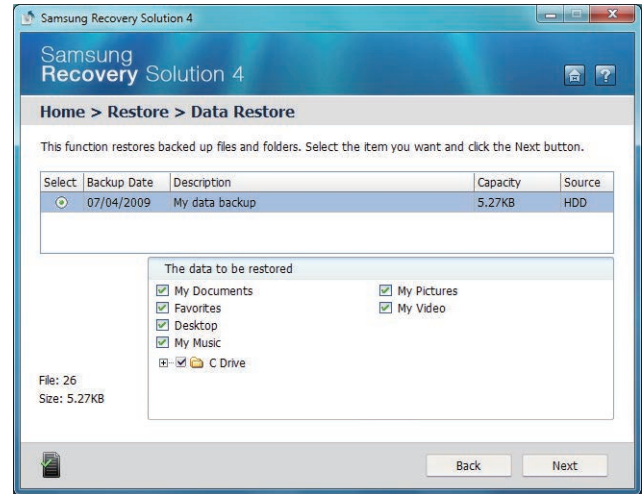 Samsung Recovery Solution 4
Samsung
Recovery Solution 4
?
Home > Restore > Data Restore
This function restores backed up files and folders. Select the item you want and click the Next button.
Select Backup Date Description Capacity Source
07/04/2009 My data backup 5.27KB HDD
The data to be restored
My Documents My Pictures
Favorites My Video
Desktop
My Music
C Drive
File: 26
Size: 5.27KB
Back Next